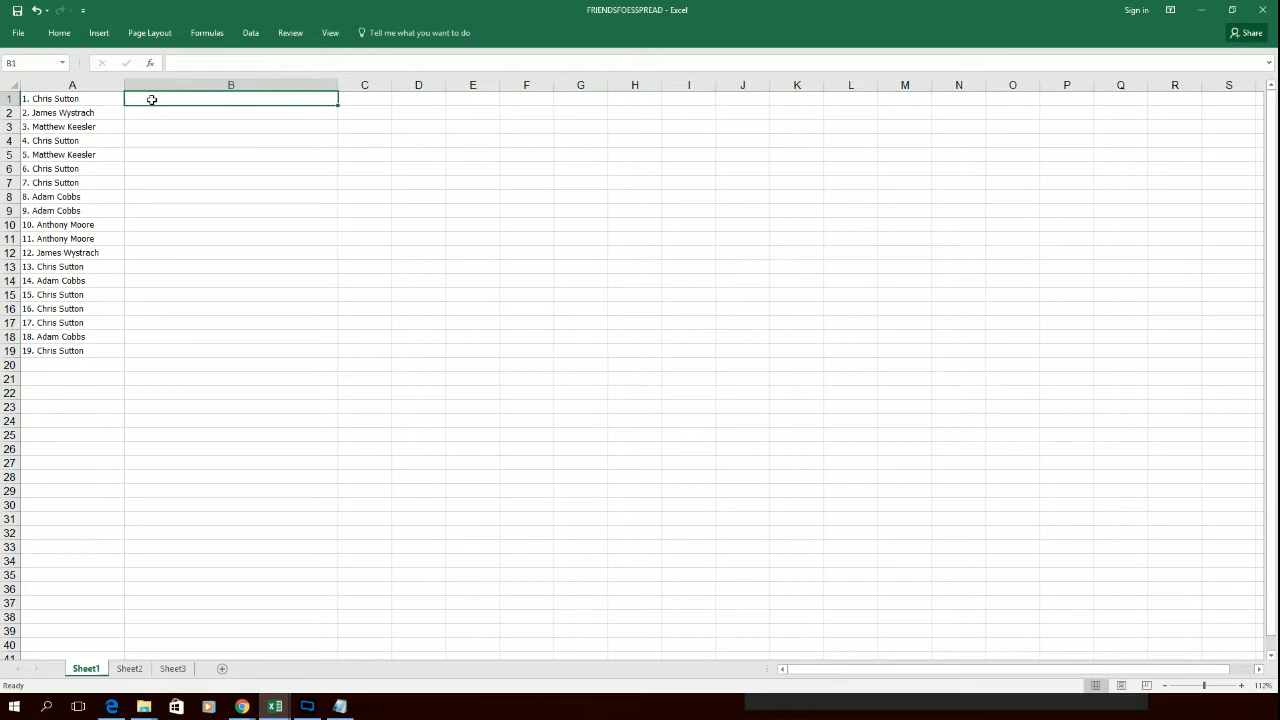 FRIENDSFOESSPREAD - Excel
Sign in
File Home Insert Page Layout Formulas Data Review View Tell me what you want to do
Share
B1 fx
A B C D E F G H I J K L M N O P Q R S
1 1. Chris Sutton
2 2. James Wystrach
3 3. Matthew Keesler
4 4. Chris Sutton
5 5. Matthew Keesler
6 6. Chris Sutton
7 7. Chris Sutton
8 8. Adam Cobbs
9 9. Adam Cobbs
10 10. Anthony Moore
11 11. Anthony Moore
12 12. James Wystrach
13 13. Chris Sutton
14 14. Adam Cobbs
15 15. Chris Sutton
16 16. Chris Sutton
17 17. Chris Sutton
18 18. Adam Cobbs
19 19. Chris Sutton
20
21
22
23
24
25
26
27
28
29
30
31
32
33
34
35
36
37
38
39
40
41
Sheet1 Sheet2 Sheet3
Ready
112%